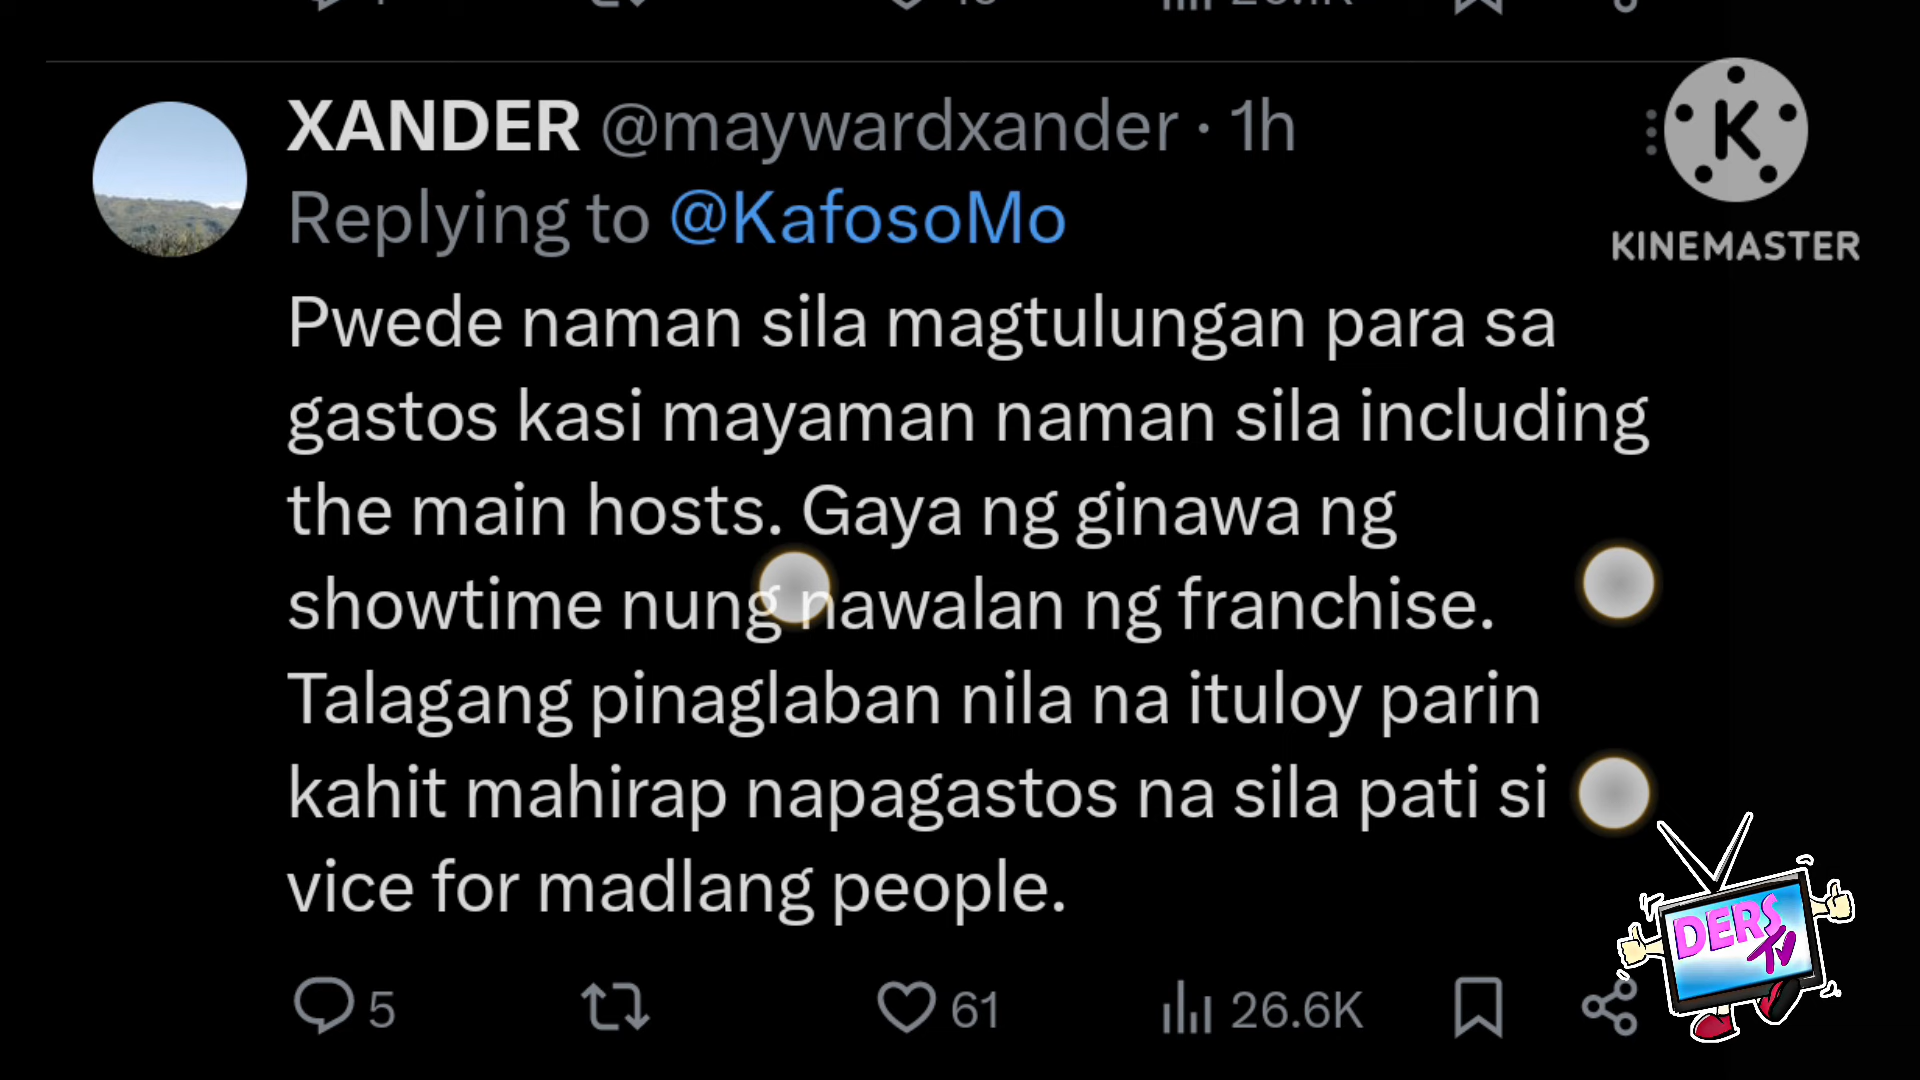 XANDER @maywardxander · 1h
Replying to @KafosoMo
KINEMASTER
Pwede naman sila magtulungan para sa
gastos kasi mayaman naman sila including
the main hosts. Gaya ng ginawa ng
showtime nung nawalan ng franchise.
Talagang pinaglaban nila na ituloy parin
kahit mahirap napagastos na sila pati si
vice for madlang people.
DERS TV
5 61 26.6K